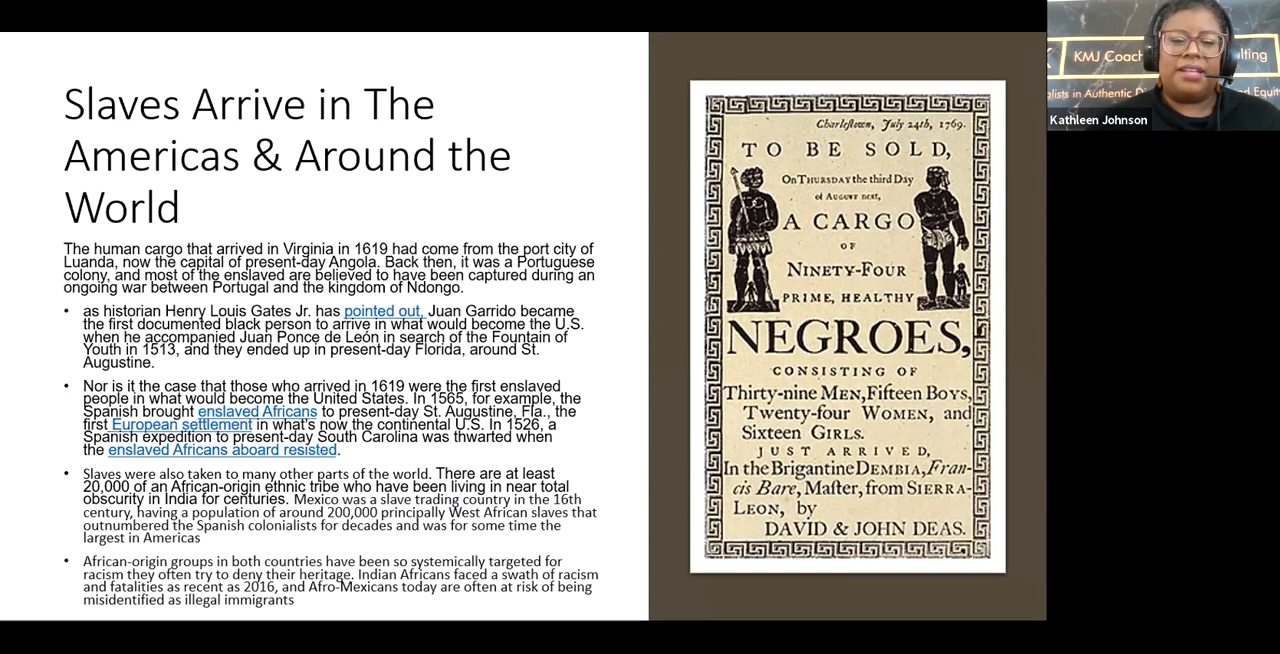 Slaves Arrive in The
Americas & Around the
World
The human cargo that arrived in Virginia in 1619 had come from the port city of
Luanda, now the capital of present-day Angola. Back then, it was a Portuguese
colony, and most of the enslaved are believed to have been captured during an
ongoing war between Portugal and the kingdom of Ndongo.
• as historian Henry Louis Gates Jr. has pointed out, Juan Garrido became
the first documented black person to arrive in what would become the U.S.
when he accompanied Juan Ponce de León in search of the Fountain of
Youth in 1513, and they ended up in present-day Florida, around St.
Augustine.
• Nor is it the case that those who arrived in 1619 were the first enslaved
people in what would become the United States. In 1565, for example, the
Spanish brought enslaved Africans to present-day St. Augustine, Fla., the
first European settlement in what's now the continental U.S. In 1526, a
Spanish expedition to present-day South Carolina was thwarted when
the enslaved Africans aboard resisted.
• Slaves were also taken to many other parts of the world. There are at least
20,000 of an African-origin ethnic tribe who have been living in near total
obscurity in India for centuries. Mexico was a slave trading country in the 16th
century, having a population of around 200,000 principally West African slaves that
outnumbered the Spanish colonialists for decades and was for some time the
largest in Americas
• African-origin groups in both countries have been so systemically targeted for
racism they often try to deny their heritage. Indian Africans faced a swath of racism
and fatalities as recent as 2016, and Afro-Mexicans today are often at risk of being
misidentified as illegal immigrants
Charlestown, July 24th, 1769.
TO BE SOLD,
On THURSDAY the third Day
of AUGUST next,
A CARGO
OF
NINETY-FOUR
PRIME, HEALTHY
NEGROES,
CONSISTING OF
Thirty-nine MEN, Fifteen BOYS,
Twenty-four WOMEN, and
Sixteen GIRLS.
JUST ARRIVED,
In the Brigantine DEMBIA, Fran-
cis Bare, Master, from SIERRA-
LEON, by
DAVID & JOHN DEAS.
KMJ Coach lting
alists in Authentic d Equity
Kathleen Johnson